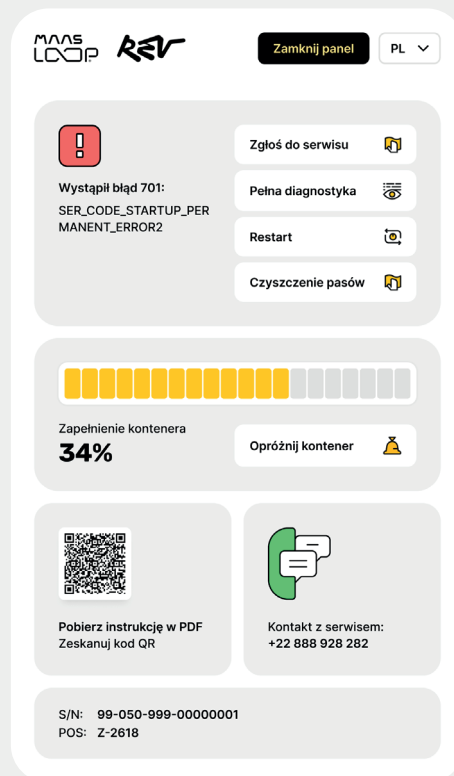 MAAS
LOOP
REV
Zamknij panel
PL
Wystąpił błąd 701:
SER_CODE_STARTUP_PER
MANENT_ERROR2
Zgłoś do serwisu
Pełna diagnostyka
Restart
Czyszczenie pasów
Zapełnienie kontenera
34%
Opróżnij kontener
Pobierz instrukcję w PDF
Zeskanuj kod QR
Kontakt z serwisem:
+22 888 928 282
S/N: 99-050-999-00000001
POS: Z-2618